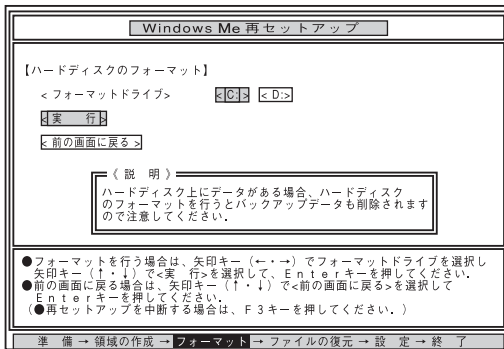 Windows Me 再セットアップ
【ハードディスクのフォーマット】
<フォーマットドライブ> <C:> <D:>
<実 行>
<前の画面に戻る>
《説 明》
ハードディスク上にデータがある場合、ハードディスク
のフォーマットを行うとバックアップデータも削除されます
ので注意してください.
●フォーマットを行う場合は、矢印キー(←・→)でフォーマットドライブを選択し
矢印キー(↑・↓)で<実 行>を選択して、Enterキーを押してください.
●前の画面に戻る場合は、矢印キー(↑・↓)で<前の画面に戻る>を選択して
Enterキーを押してください.
(●再セットアップを中断する場合は、F3キーを押してください.)
準 備→領域の作成→フォーマット→ファイルの復元→設 定→終 了